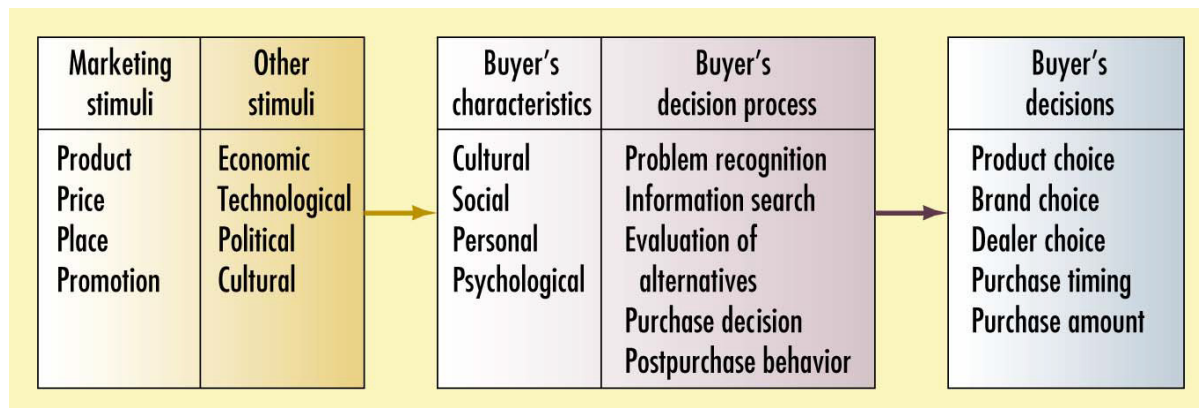 Marketing
stimuli
Product
Price
Place
Promotion
Other
stimuli
Economic
Technological
Political
Cultural
Buyer's
characteristics
Cultural
Social
Personal
Psychological
Buyer's
decision process
Problem recognition
Information search
Evaluation of
alternatives
Purchase decision
Postpurchase behavior
Buyer's
decisions
Product choice
Brand choice
Dealer choice
Purchase timing
Purchase amount